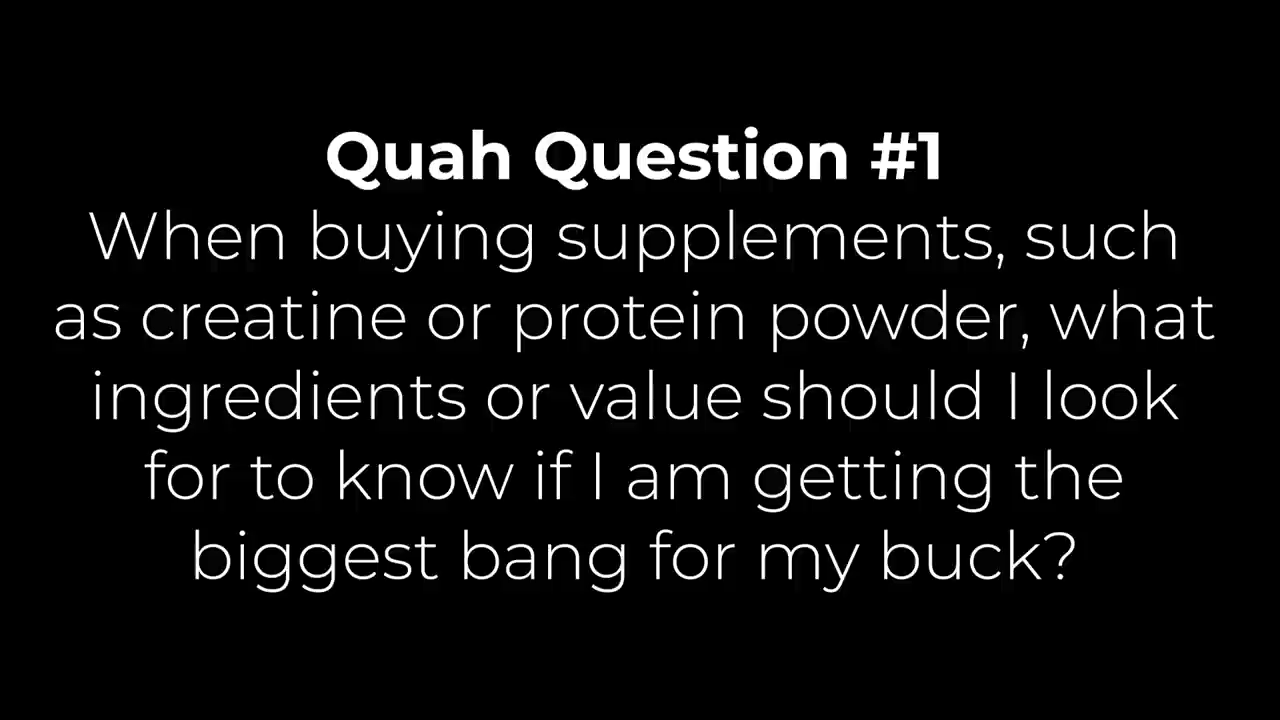 Quah Question #1
When buying supplements, such
as creatine or protein powder, what
ingredients or value should I look
for to know if I am getting the
biggest bang for my buck?